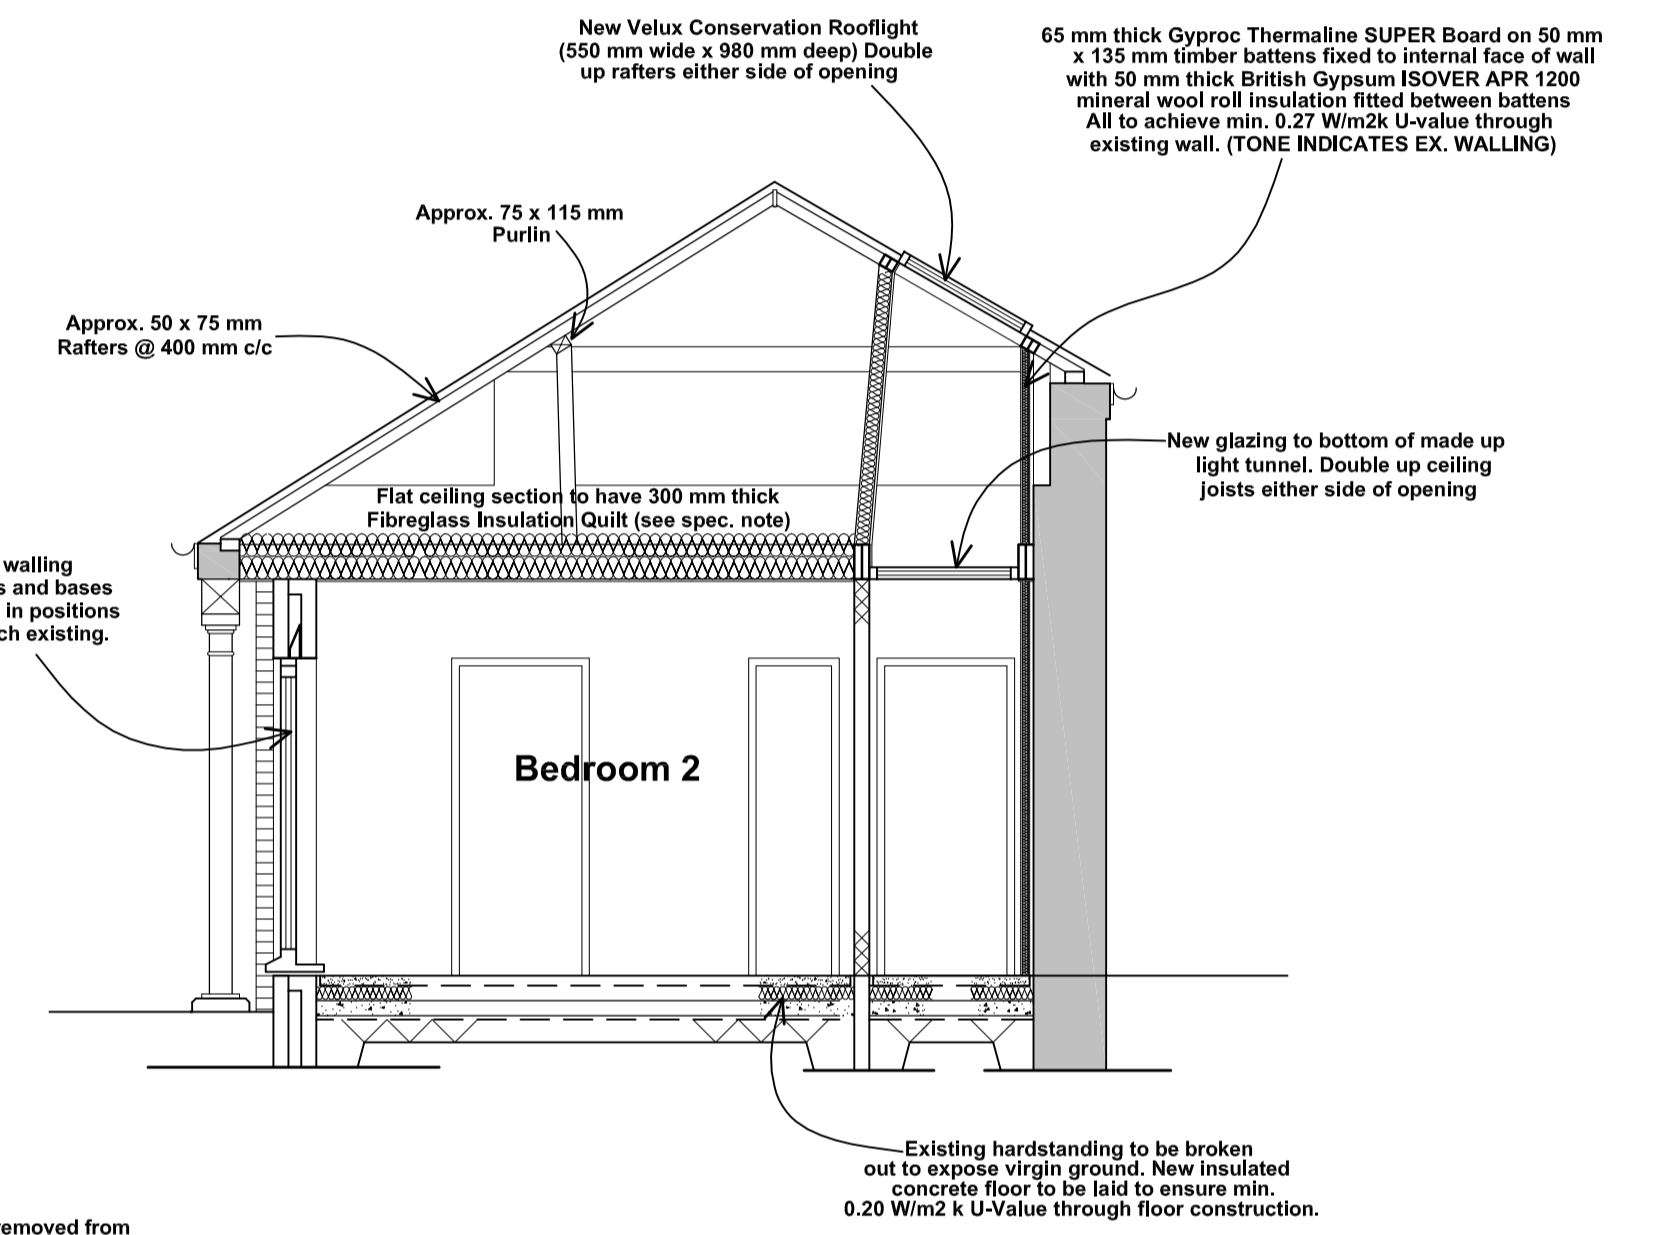 New Velux Conservation Rooflight
(550 mm wide x 980 mm deep) Double
up rafters either side of opening
65 mm thick Gyproc Thermaline SUPER Board on 50 mm
x 135 mm timber battens fixed to internal face of wall
with 50 mm thick British Gypsum ISOVER APR 1200
mineral wool roll insulation fitted between battens
All to achieve min. 0.27 W/m2k U-value through
existing wall. (TONE INDICATES EX. WALLING)
Approx. 75 x 115 mm
Purlin
Approx. 50 x 75 mm
Rafters @ 400 mm c/c
New glazing to bottom of made up
light tunnel. Double up ceiling
joists either side of opening
Flat ceiling section to have 300 mm thick
Fibreglass Insulation Quilt (see spec. note)
walling
s and bases
in positions
ch existing.
Bedroom 2
Existing hardstanding to be broken
out to expose virgin ground. New insulated
concrete floor to be laid to ensure min.
0.20 W/m2 k U-Value through floor construction.
emoved from